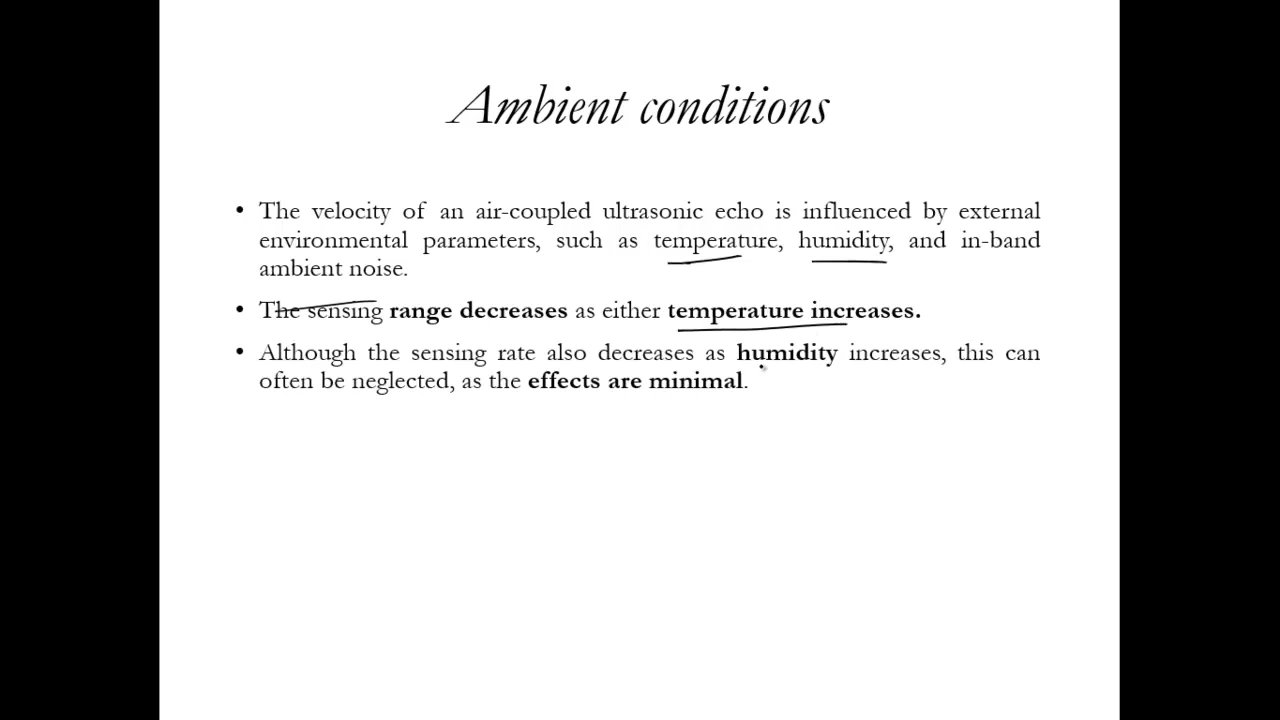 Ambient conditions
• The velocity of an air-coupled ultrasonic echo is influenced by external
environmental parameters, such as temperature, humidity, and in-band
ambient noise.
• The sensing range decreases as either temperature increases.
• Although the sensing rate also decreases as humidity increases, this can
often be neglected, as the effects are minimal.